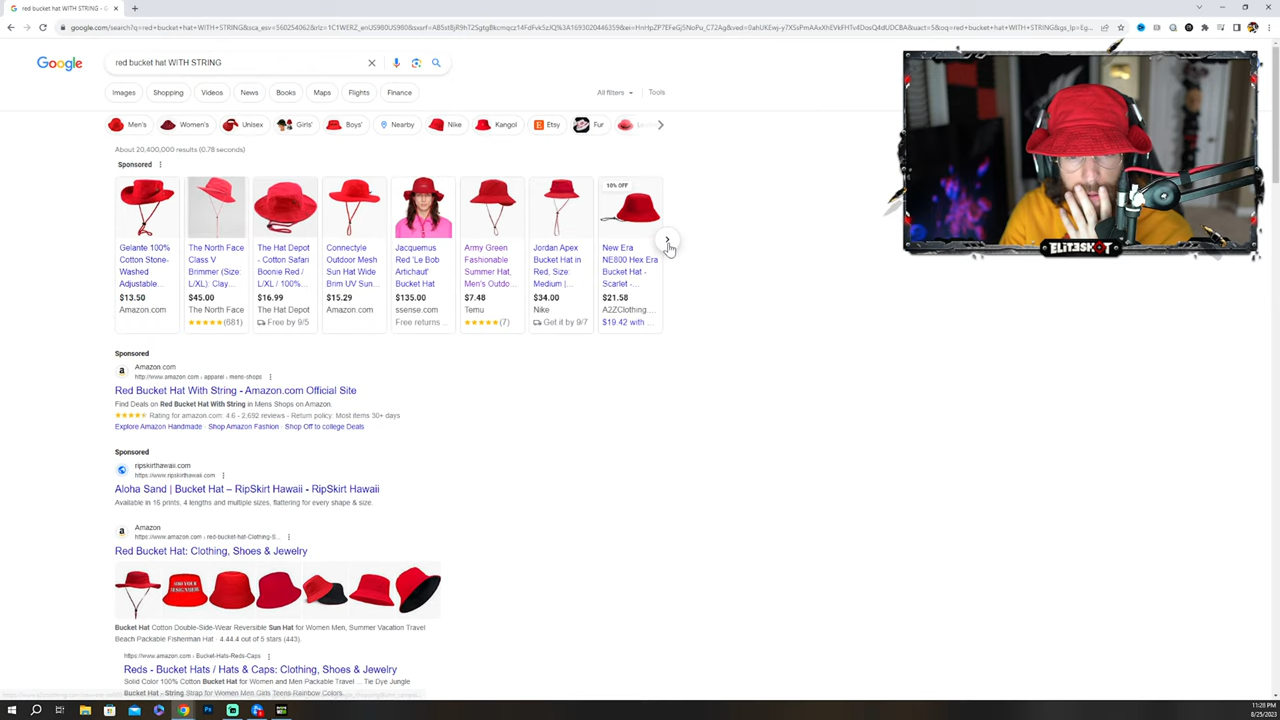 red bucket hat WITH STRING - G
Google
red bucket hat WITH STRING
Images
Shopping
Videos
News
Books
Maps
Flights
Finance
All filters
Tools
Men's
Women's
Unisex
Girls'
Boys'
Nearby
Nike
Kangol
Etsy
Fur
About 20,400,000 results (0.78 seconds)
Sponsored
10% OFF
Gelante 100%
Cotton Stone-
Washed
Adjustable...
$13.50
Amazon.com
The North Face
Class V
Brimmer (Size:
L/XL): Clay...
$45.00
The North Face
(681)
The Hat Depot
- Cotton Safari
Boonie Red /
L/XL / 100%...
$16.99
The Hat Depot
Free by 9/5
Connectyle
Outdoor Mesh
Sun Hat Wide
Brim UV Sun...
$15.29
Amazon.com
Jacquemus
Red 'Le Bob
Artichaut'
Bucket Hat
$135.00
ssense.com
Free returns ...
Army Green
Fashionable
Summer Hat,
Men's Outdo...
$7.48
Temu
(7)
Jordan Apex
Bucket Hat in
Red, Size:
Medium |...
$34.00
Nike
Get it by 9/7
New Era
NE800 Hex Era
Bucket Hat -
Scarlet -...
$21.58
A2ZClothing....
$19.42 with ...
ELITESKOT
Sponsored
Amazon.com
http://www.amazon.com › apparel › mens-shops
Red Bucket Hat With String - Amazon.com Official Site
Find Deals on Red Bucket Hat With String in Mens Shops on Amazon.
Rating for amazon.com: 4.6 - 2,692 reviews - Return policy: Most items 30+ days
Explore Amazon Handmade · Shop Amazon Fashion · Shop Off to college Deals
Sponsored
ripskirthawaii.com
https://www.ripskirthawaii.com
Aloha Sand | Bucket Hat – RipSkirt Hawaii - RipSkirt Hawaii
Available in 16 prints, 4 lengths and multiple sizes, flattering for every shape & size.
Amazon
https://www.amazon.com › red-bucket-hat-Clothing-S...
Red Bucket Hat: Clothing, Shoes & Jewelry
Bucket Hat Cotton Double-Side-Wear Reversible Sun Hat for Women Men, Summer Vacation Travel
Beach Packable Fisherman Hat · 4.44.4 out of 5 stars (443).
https://www.amazon.com › Bucket-Hats-Reds-Caps
Reds - Bucket Hats / Hats & Caps: Clothing, Shoes & Jewelry
Solid Color 100% Cotton Bucket Hat for Women and Men Packable Travel ... Tie Dye Jungle
Bucket Hat - String Strap for Women Men Girls Teens Rainbow Colors.
11:28 PM
8/25/2023